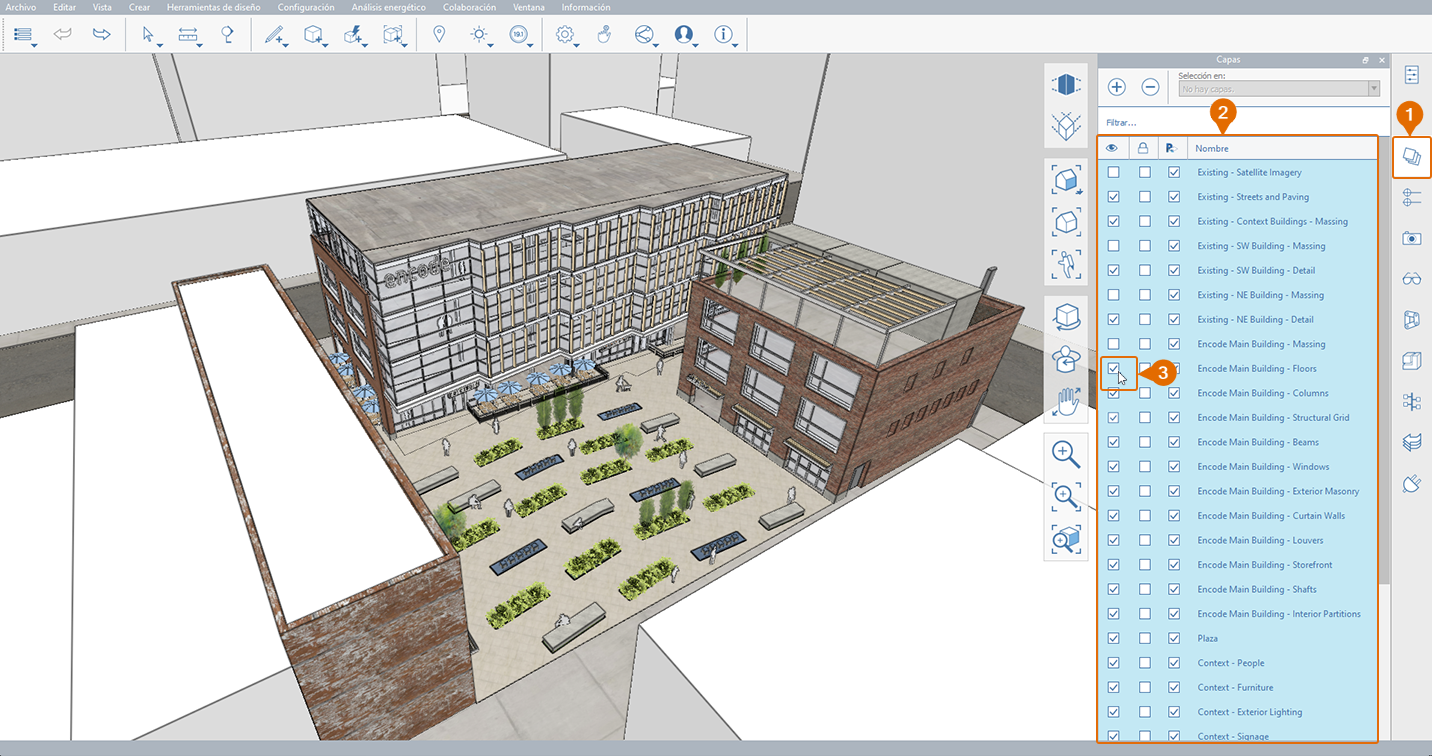 Archivo Editar Vista Crear Herramientas de diseño Configuración Análisis energético Colaboración Ventana Información
19.1
Capas
Selección en:
No hay capas.
Filtrar...
2
1
Nombre
Existing - Satellite Imagery
Existing - Streets and Paving
Existing - Context Buildings - Massing
Existing - SW Building - Massing
Existing - SW Building - Detail
Existing - NE Building - Massing
Existing - NE Building - Detail
Encode Main Building - Massing
Encode Main Building - Floors
3
Encode Main Building - Columns
Encode Main Building - Structural Grid
Encode Main Building - Beams
Encode Main Building - Windows
Encode Main Building - Exterior Masonry
Encode Main Building - Curtain Walls
Encode Main Building - Louvers
Encode Main Building - Storefront
Encode Main Building - Shafts
Encode Main Building - Interior Partitions
Plaza
Context - People
Context - Furniture
Context - Exterior Lighting
Context - Signage
encode